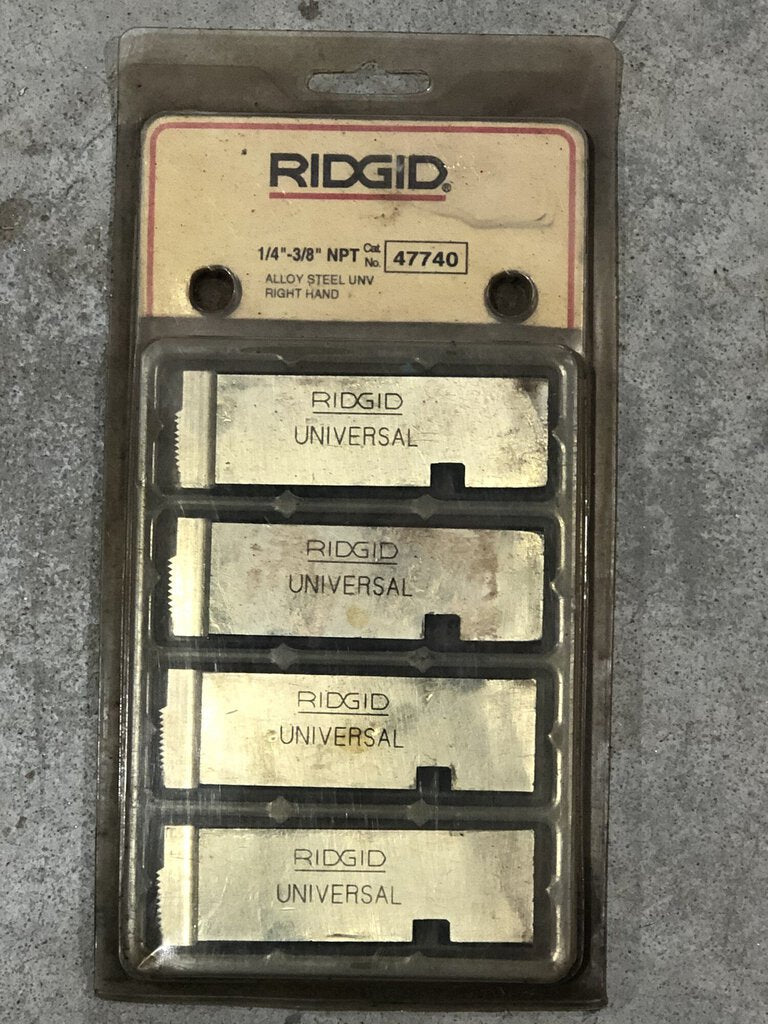 RIDGID®
1/4"-3/8" NPT Cat. No. 47740
ALLOY STEEL UNV
RIGHT HAND
RIDGID
UNIVERSAL
RIDGID
UNIVERSAL
RIDGID
UNIVERSAL
RIDGID
UNIVERSAL